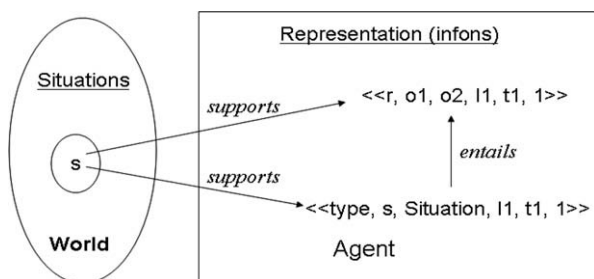 Representation (infons)
Situations
<<r, o1, o2, l1, t1, 1>>
supports
s
entails
supports
<<type, s, Situation, l1, t1, 1>>
World
Agent